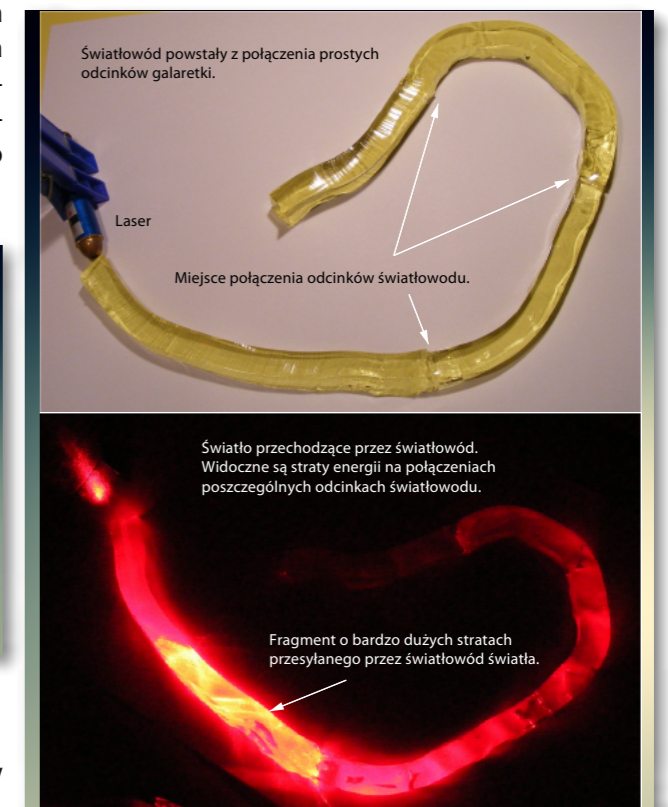 Światłowód powstały z połączenia prostych
odcinków galaretki.
Laser
Miejsce połączenia odcinków światłowodu.
Światło przechodzące przez światłowód.
Widoczne są straty energii na połączeniach
poszczególnych odcinkach światłowodu.
Fragment o bardzo dużych stratach
przesyłanego przez światłowód światła.